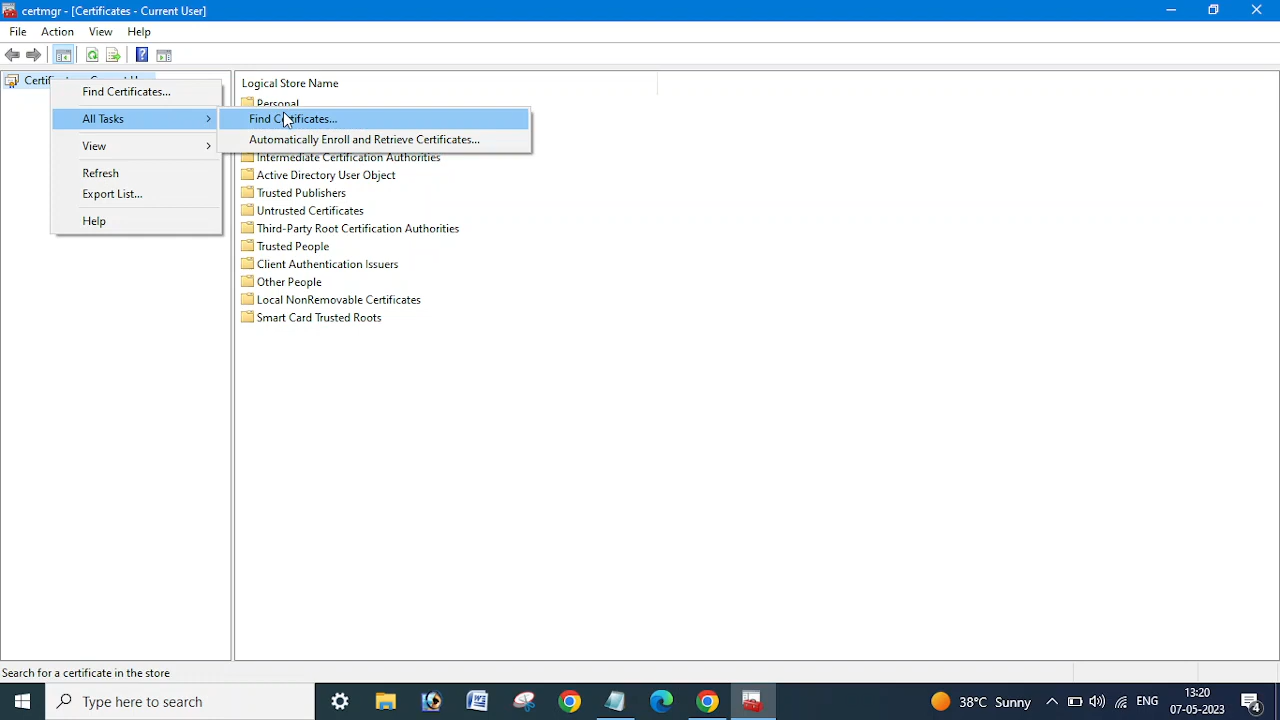 certmgr - [Certificates - Current User]
File Action View Help
Logical Store Name
Personal
Find Certificates...
All Tasks
View
Refresh
Export List...
Help
Find Certificates...
Automatically Enroll and Retrieve Certificates...
Intermediate Certification Authorities
Active Directory User Object
Trusted Publishers
Untrusted Certificates
Third-Party Root Certification Authorities
Trusted People
Client Authentication Issuers
Other People
Local NonRemovable Certificates
Smart Card Trusted Roots
Search for a certificate in the store
Type here to search
38°C Sunny
ENG
13:20
07-05-2023
4